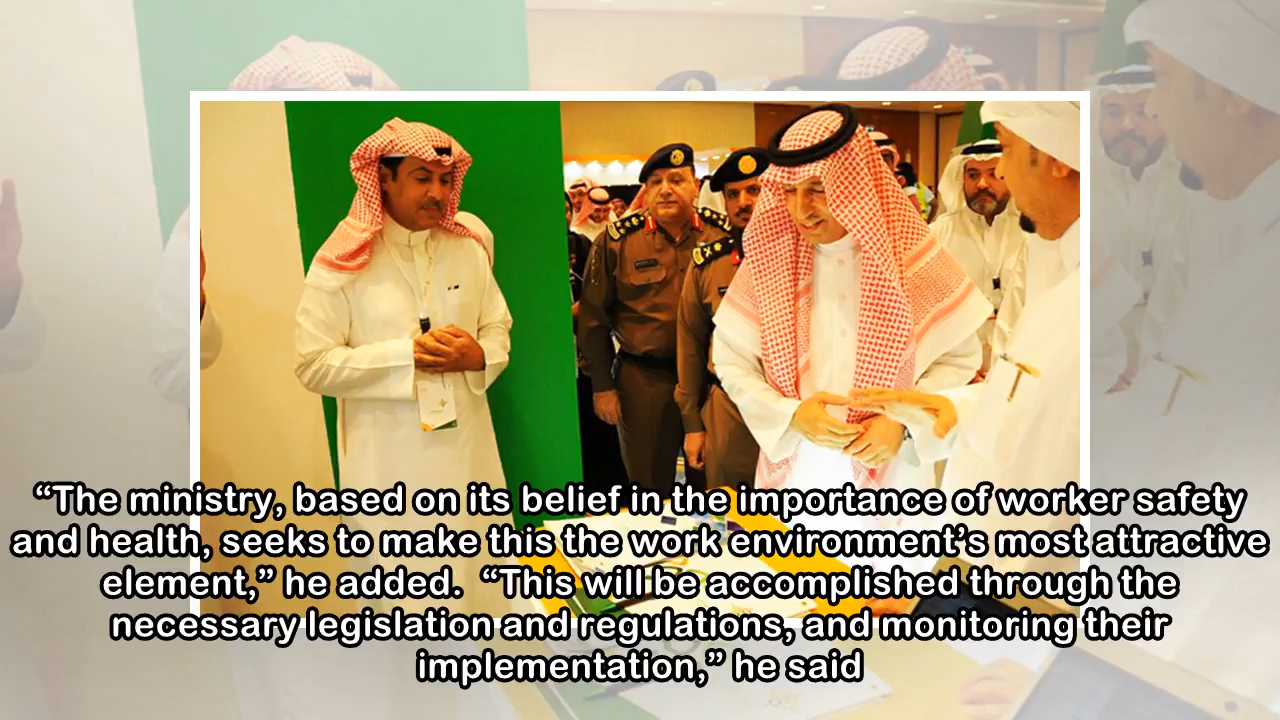 “The ministry, based on its belief in the importance of worker safety
and health, seeks to make this the work environment’s most attractive
element,” he added.  “This will be accomplished through the
necessary legislation and regulations, and monitoring their
implementation,” he said